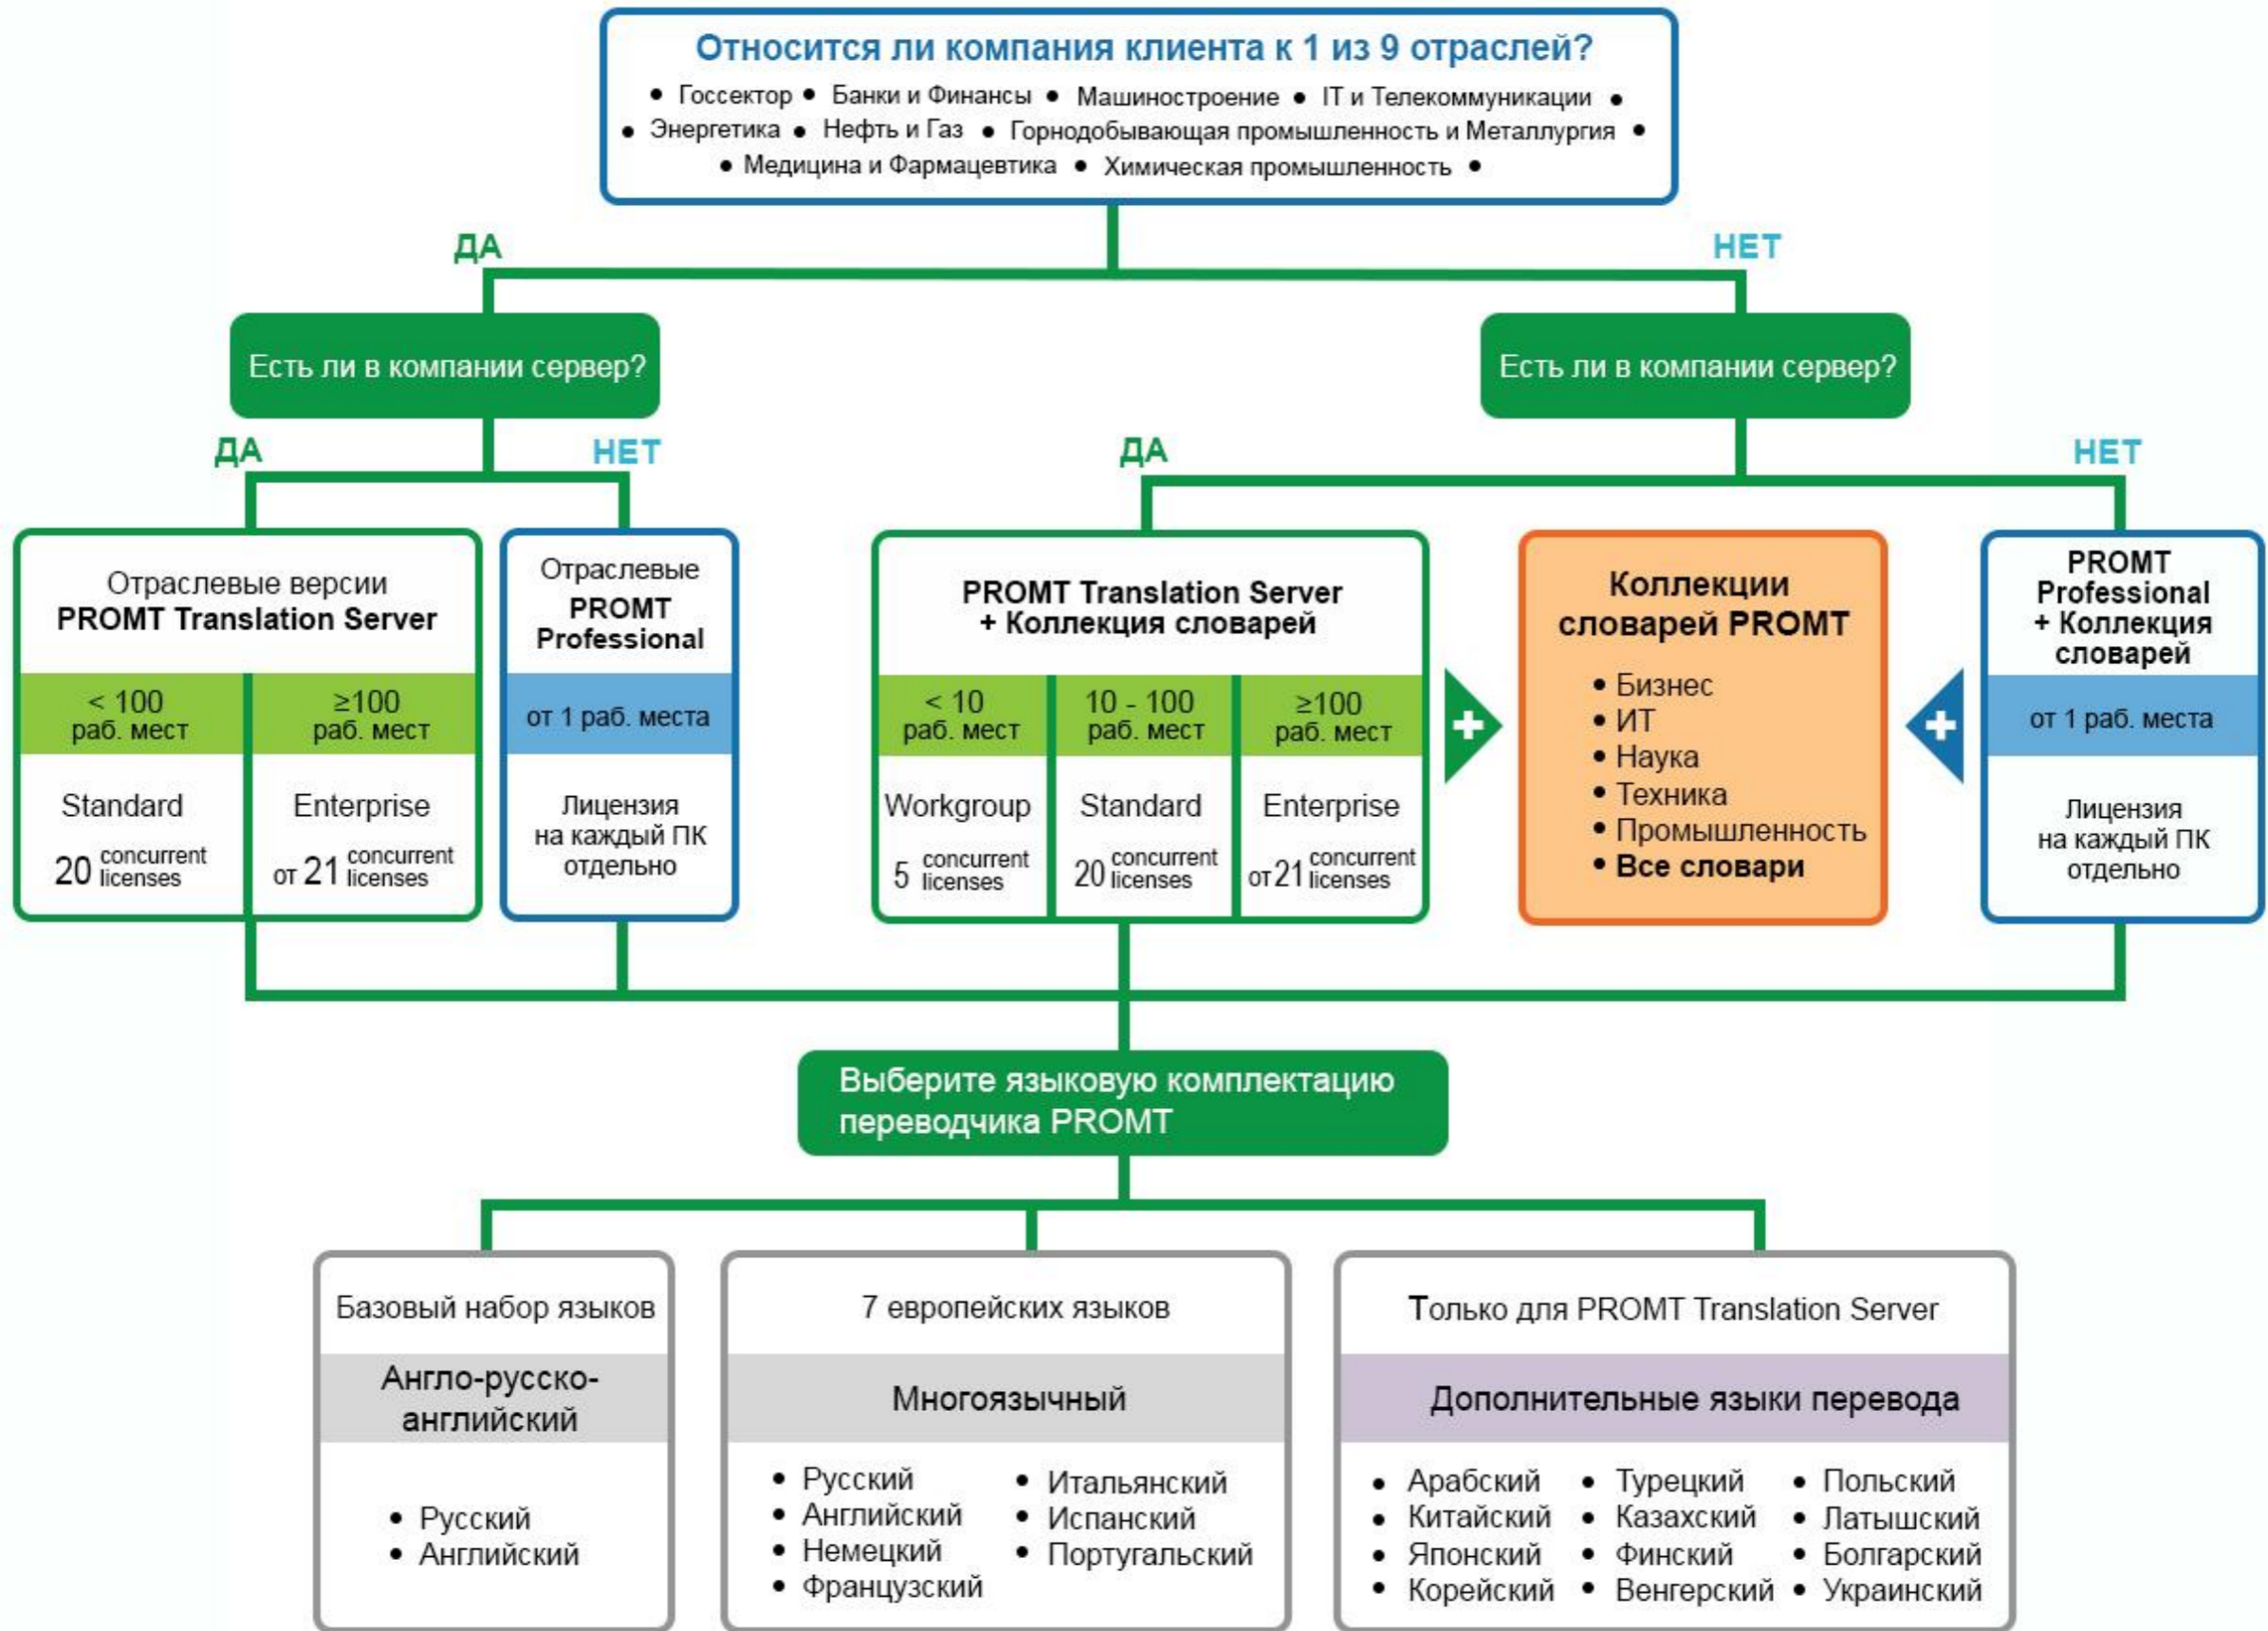 Относится ли компания клиента к 1 из 9 отраслей?
• Госсектор • Банки и Финансы • Машиностроение • IT и Телекоммуникации •
• Энергетика • Нефть и Газ • Горнодобывающая промышленность и Металлургия •
• Медицина и Фармацевтика • Химическая промышленность •
ДА
НЕТ
Есть ли в компании сервер?
Есть ли в компании сервер?
ДА
НЕТ
ДА
НЕТ
Отраслевые версии
PROMT Translation Server
< 100
раб. мест
≥100
раб. мест
Standard
20 concurrent
licenses
Enterprise
от 21 concurrent
licenses
Отраслевые
PROMT
Professional
от 1 раб. места
Лицензия
на каждый ПК
отдельно
PROMT Translation Server
+ Коллекция словарей
< 10
раб. мест
10 - 100
раб. мест
≥100
раб. мест
Workgroup
5 concurrent
licenses
Standard
20 concurrent
licenses
Enterprise
от 21 concurrent
licenses
+
Коллекции
словарей PROMT
• Бизнес
• ИТ
• Наука
• Техника
• Промышленность
• Все словари
+
PROMT
Professional
+ Коллекция
словарей
от 1 раб. места
Лицензия
на каждый ПК
отдельно
Выберите языковую комплектацию
переводчика PROMT
Базовый набор языков
Англо-русско-
английский
• Русский
• Английский
7 европейских языков
Многоязычный
• Русский
• Английский
• Немецкий
• Французский
• Итальянский
• Испанский
• Португальский
Только для PROMT Translation Server
Дополнительные языки перевода
• Арабский
• Китайский
• Японский
• Корейский
• Турецкий
• Казахский
• Финский
• Венгерский
• Польский
• Латышский
• Болгарский
• Украинский